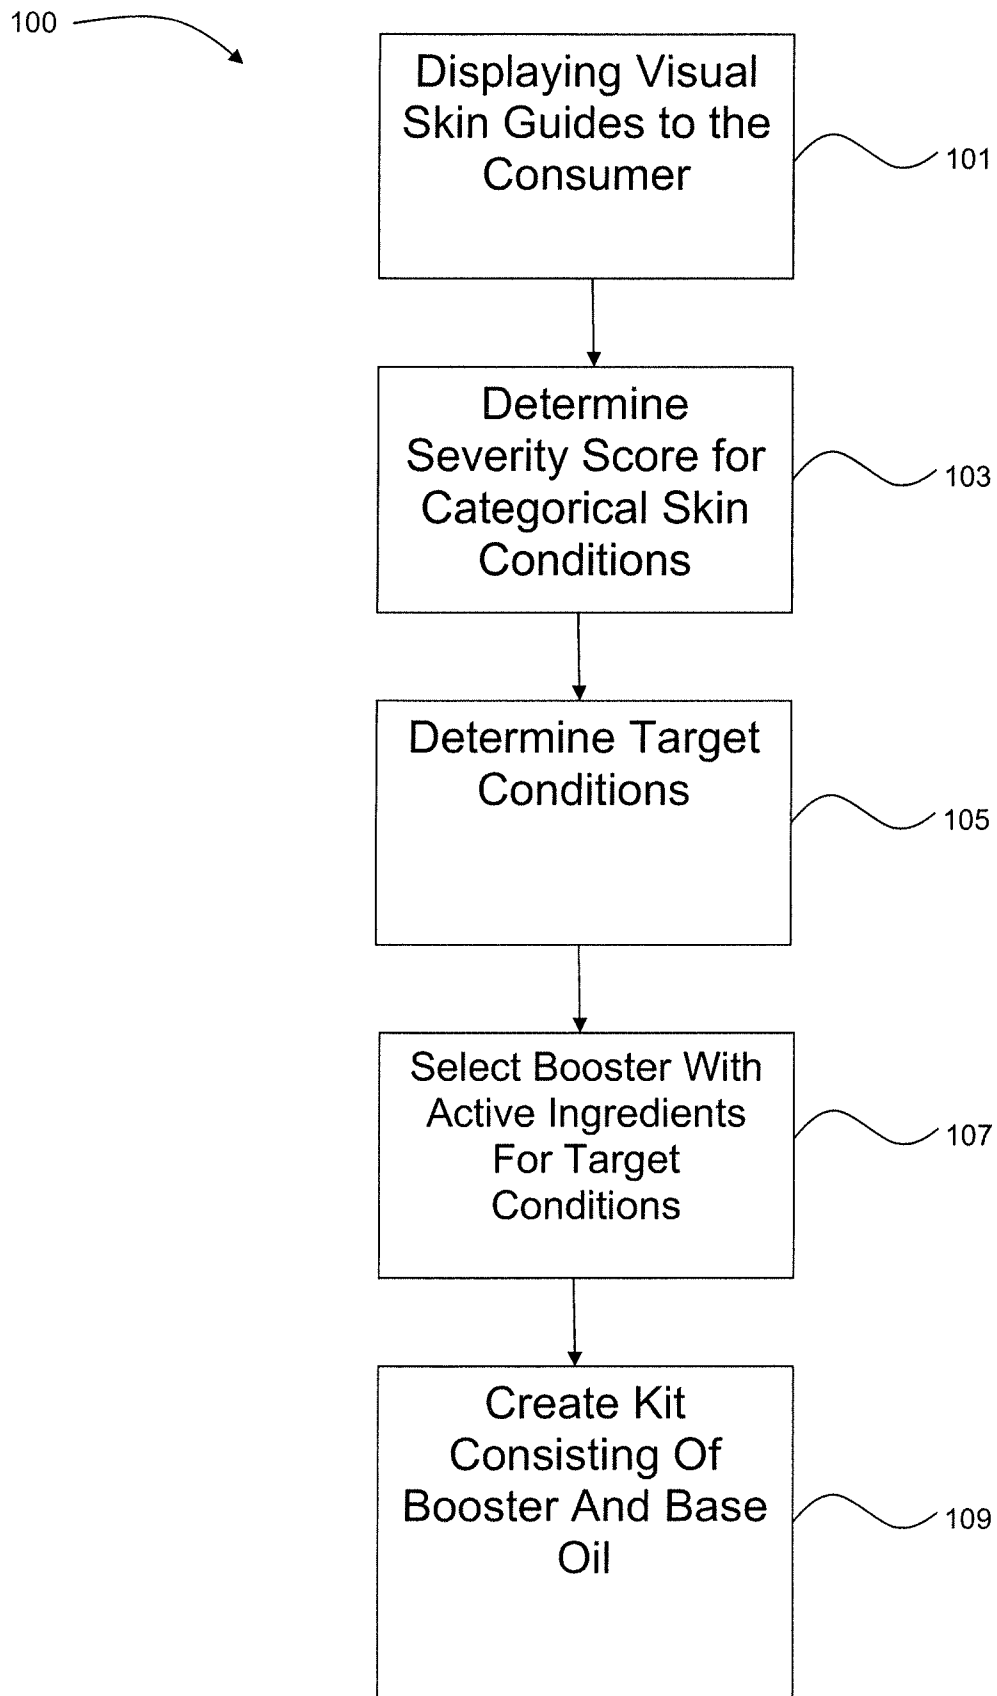 100
Displaying Visual
Skin Guides to the
Consumer
101
Determine
Severity Score for
Categorical Skin
Conditions
103
Determine Target
Conditions
105
Select Booster With
Active Ingredients
For Target
Conditions
107
Create Kit
Consisting Of
Booster And Base
Oil
109